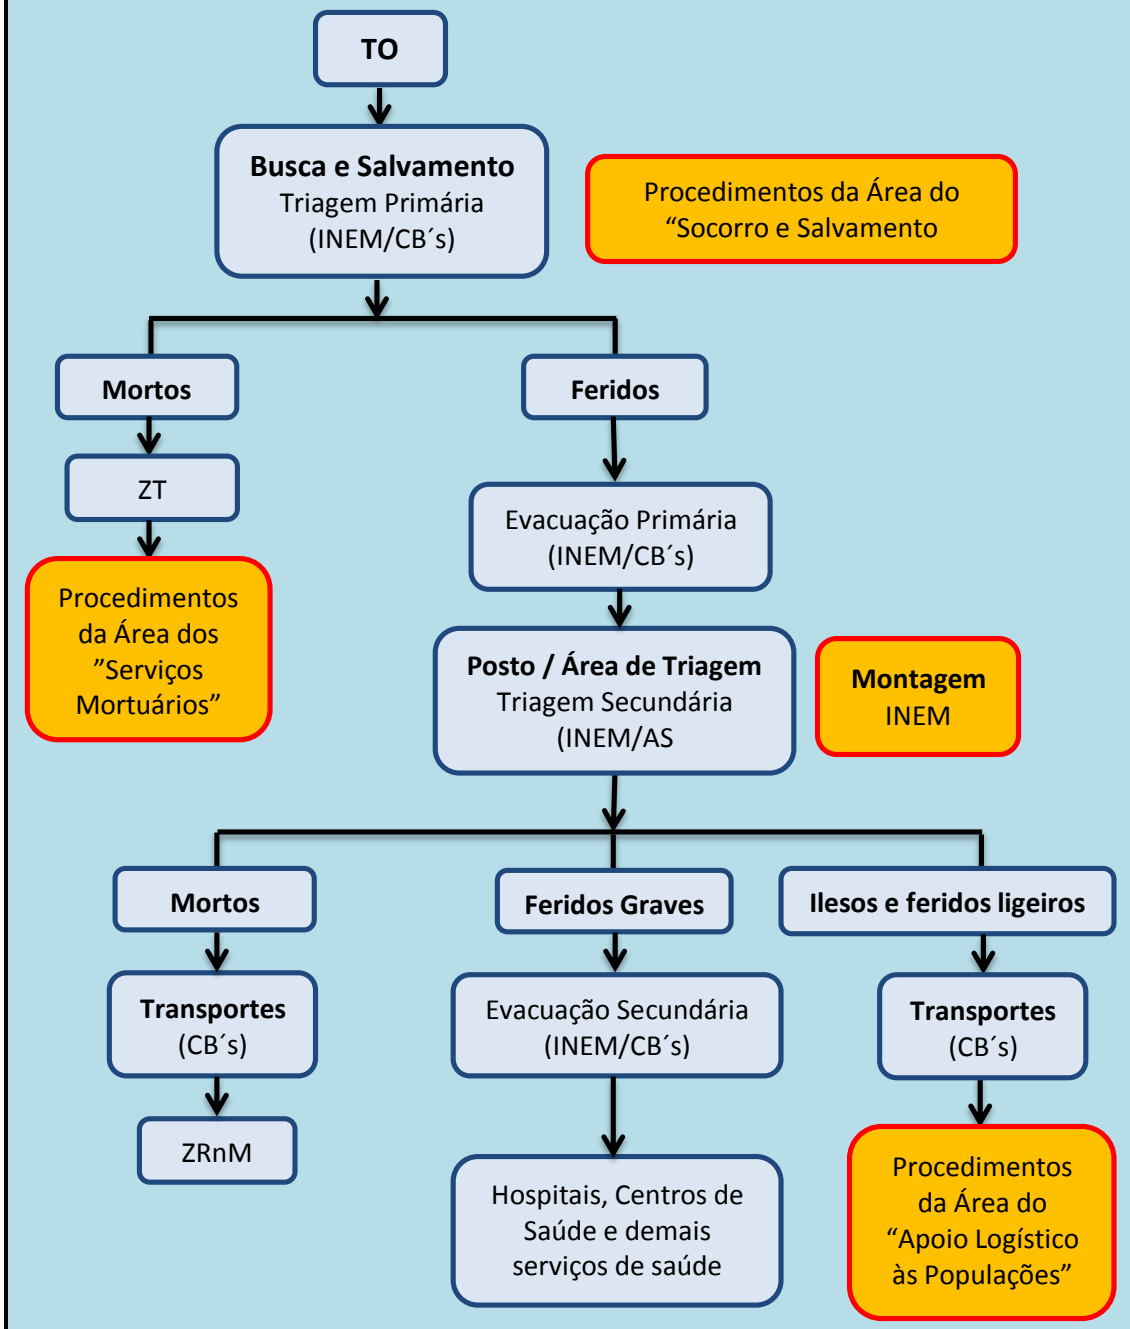 TO
Busca e Salvamento
Triagem Primária
(INEM/CB´s)
Procedimentos da Área do
“Socorro e Salvamento
Mortos
Feridos
ZT
Evacuação Primária
(INEM/CB´s)
Procedimentos
da Área dos
”Serviços
Mortuários”
Posto / Área de Triagem
Triagem Secundária
(INEM/AS
Montagem
INEM
Mortos
Feridos Graves
Ilesos e feridos ligeiros
Transportes
(CB´s)
Evacuação Secundária
(INEM/CB´s)
Transportes
(CB´s)
ZRnM
Hospitais, Centros de
Saúde e demais
serviços de saúde
Procedimentos
da Área do
“Apoio Logístico
às Populações”